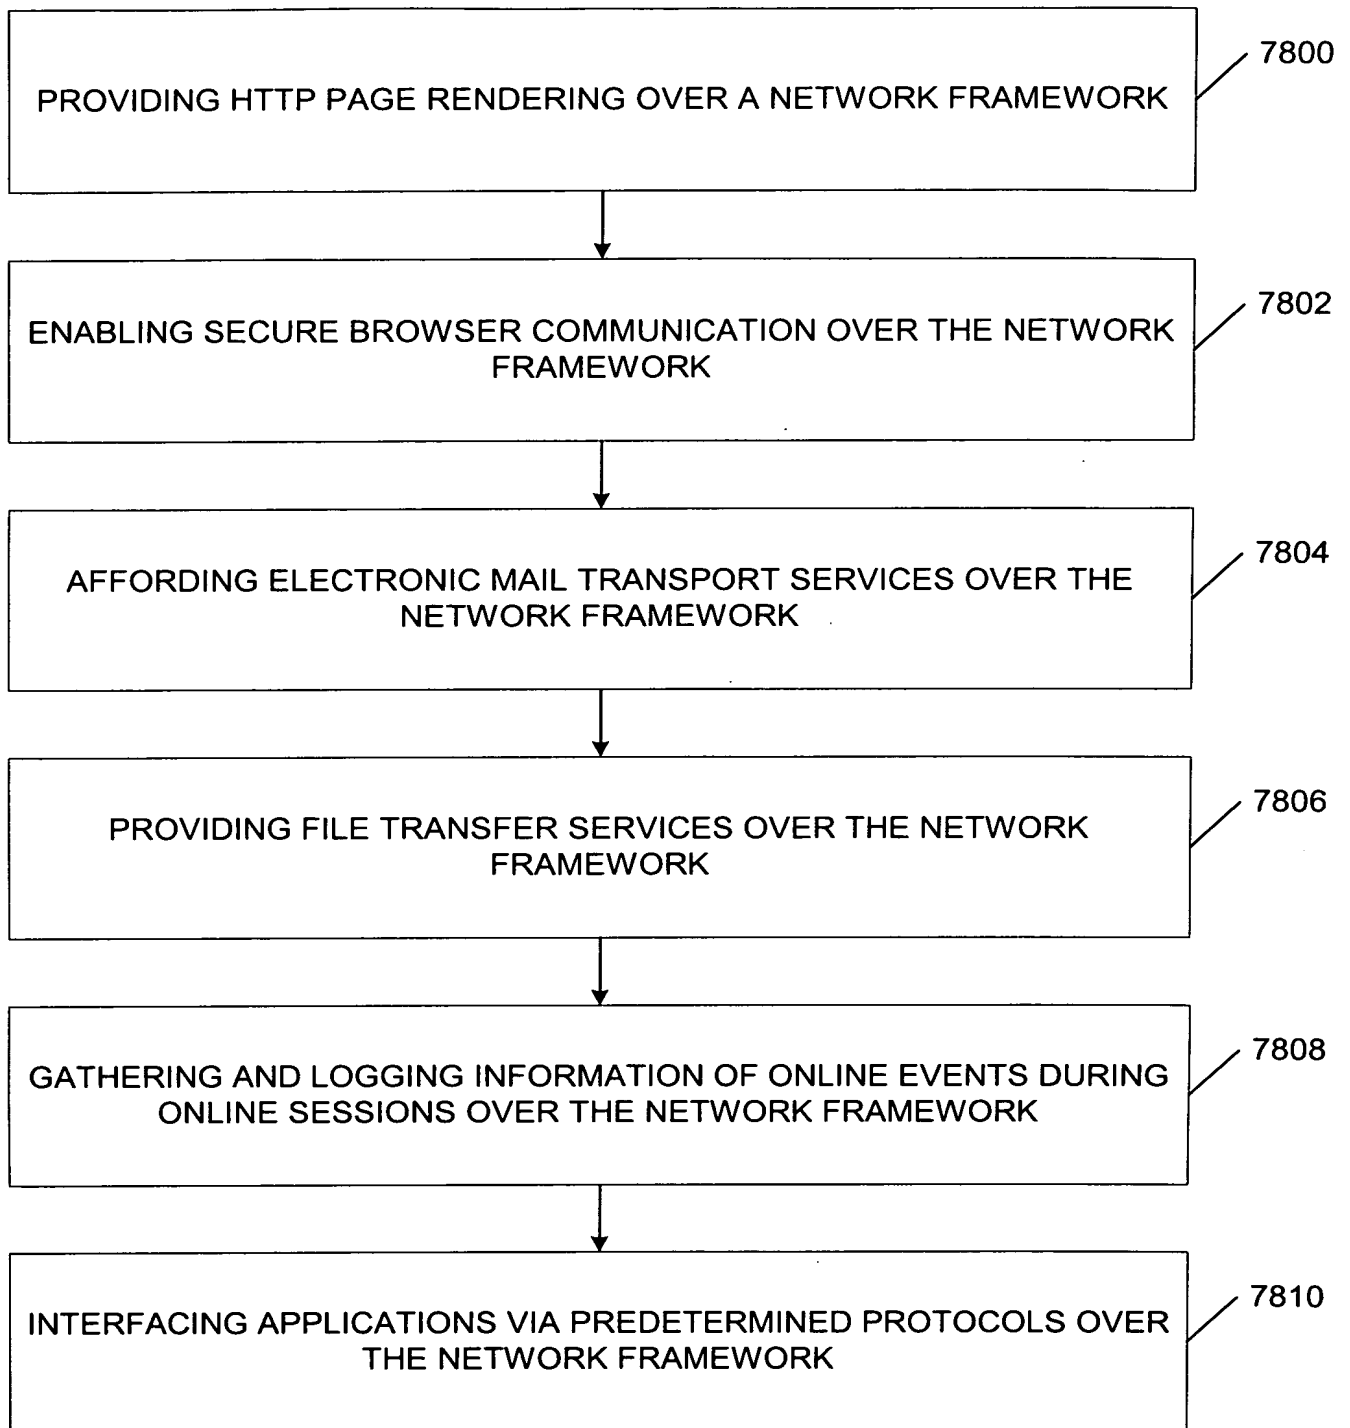 7800
PROVIDING HTTP PAGE RENDERING OVER A NETWORK FRAMEWORK
7802
ENABLING SECURE BROWSER COMMUNICATION OVER THE NETWORK
FRAMEWORK
7804
AFFORDING ELECTRONIC MAIL TRANSPORT SERVICES OVER THE
NETWORK FRAMEWORK
7806
PROVIDING FILE TRANSFER SERVICES OVER THE NETWORK
FRAMEWORK
7808
GATHERING AND LOGGING INFORMATION OF ONLINE EVENTS DURING
ONLINE SESSIONS OVER THE NETWORK FRAMEWORK
7810
INTERFACING APPLICATIONS VIA PREDETERMINED PROTOCOLS OVER
THE NETWORK FRAMEWORK